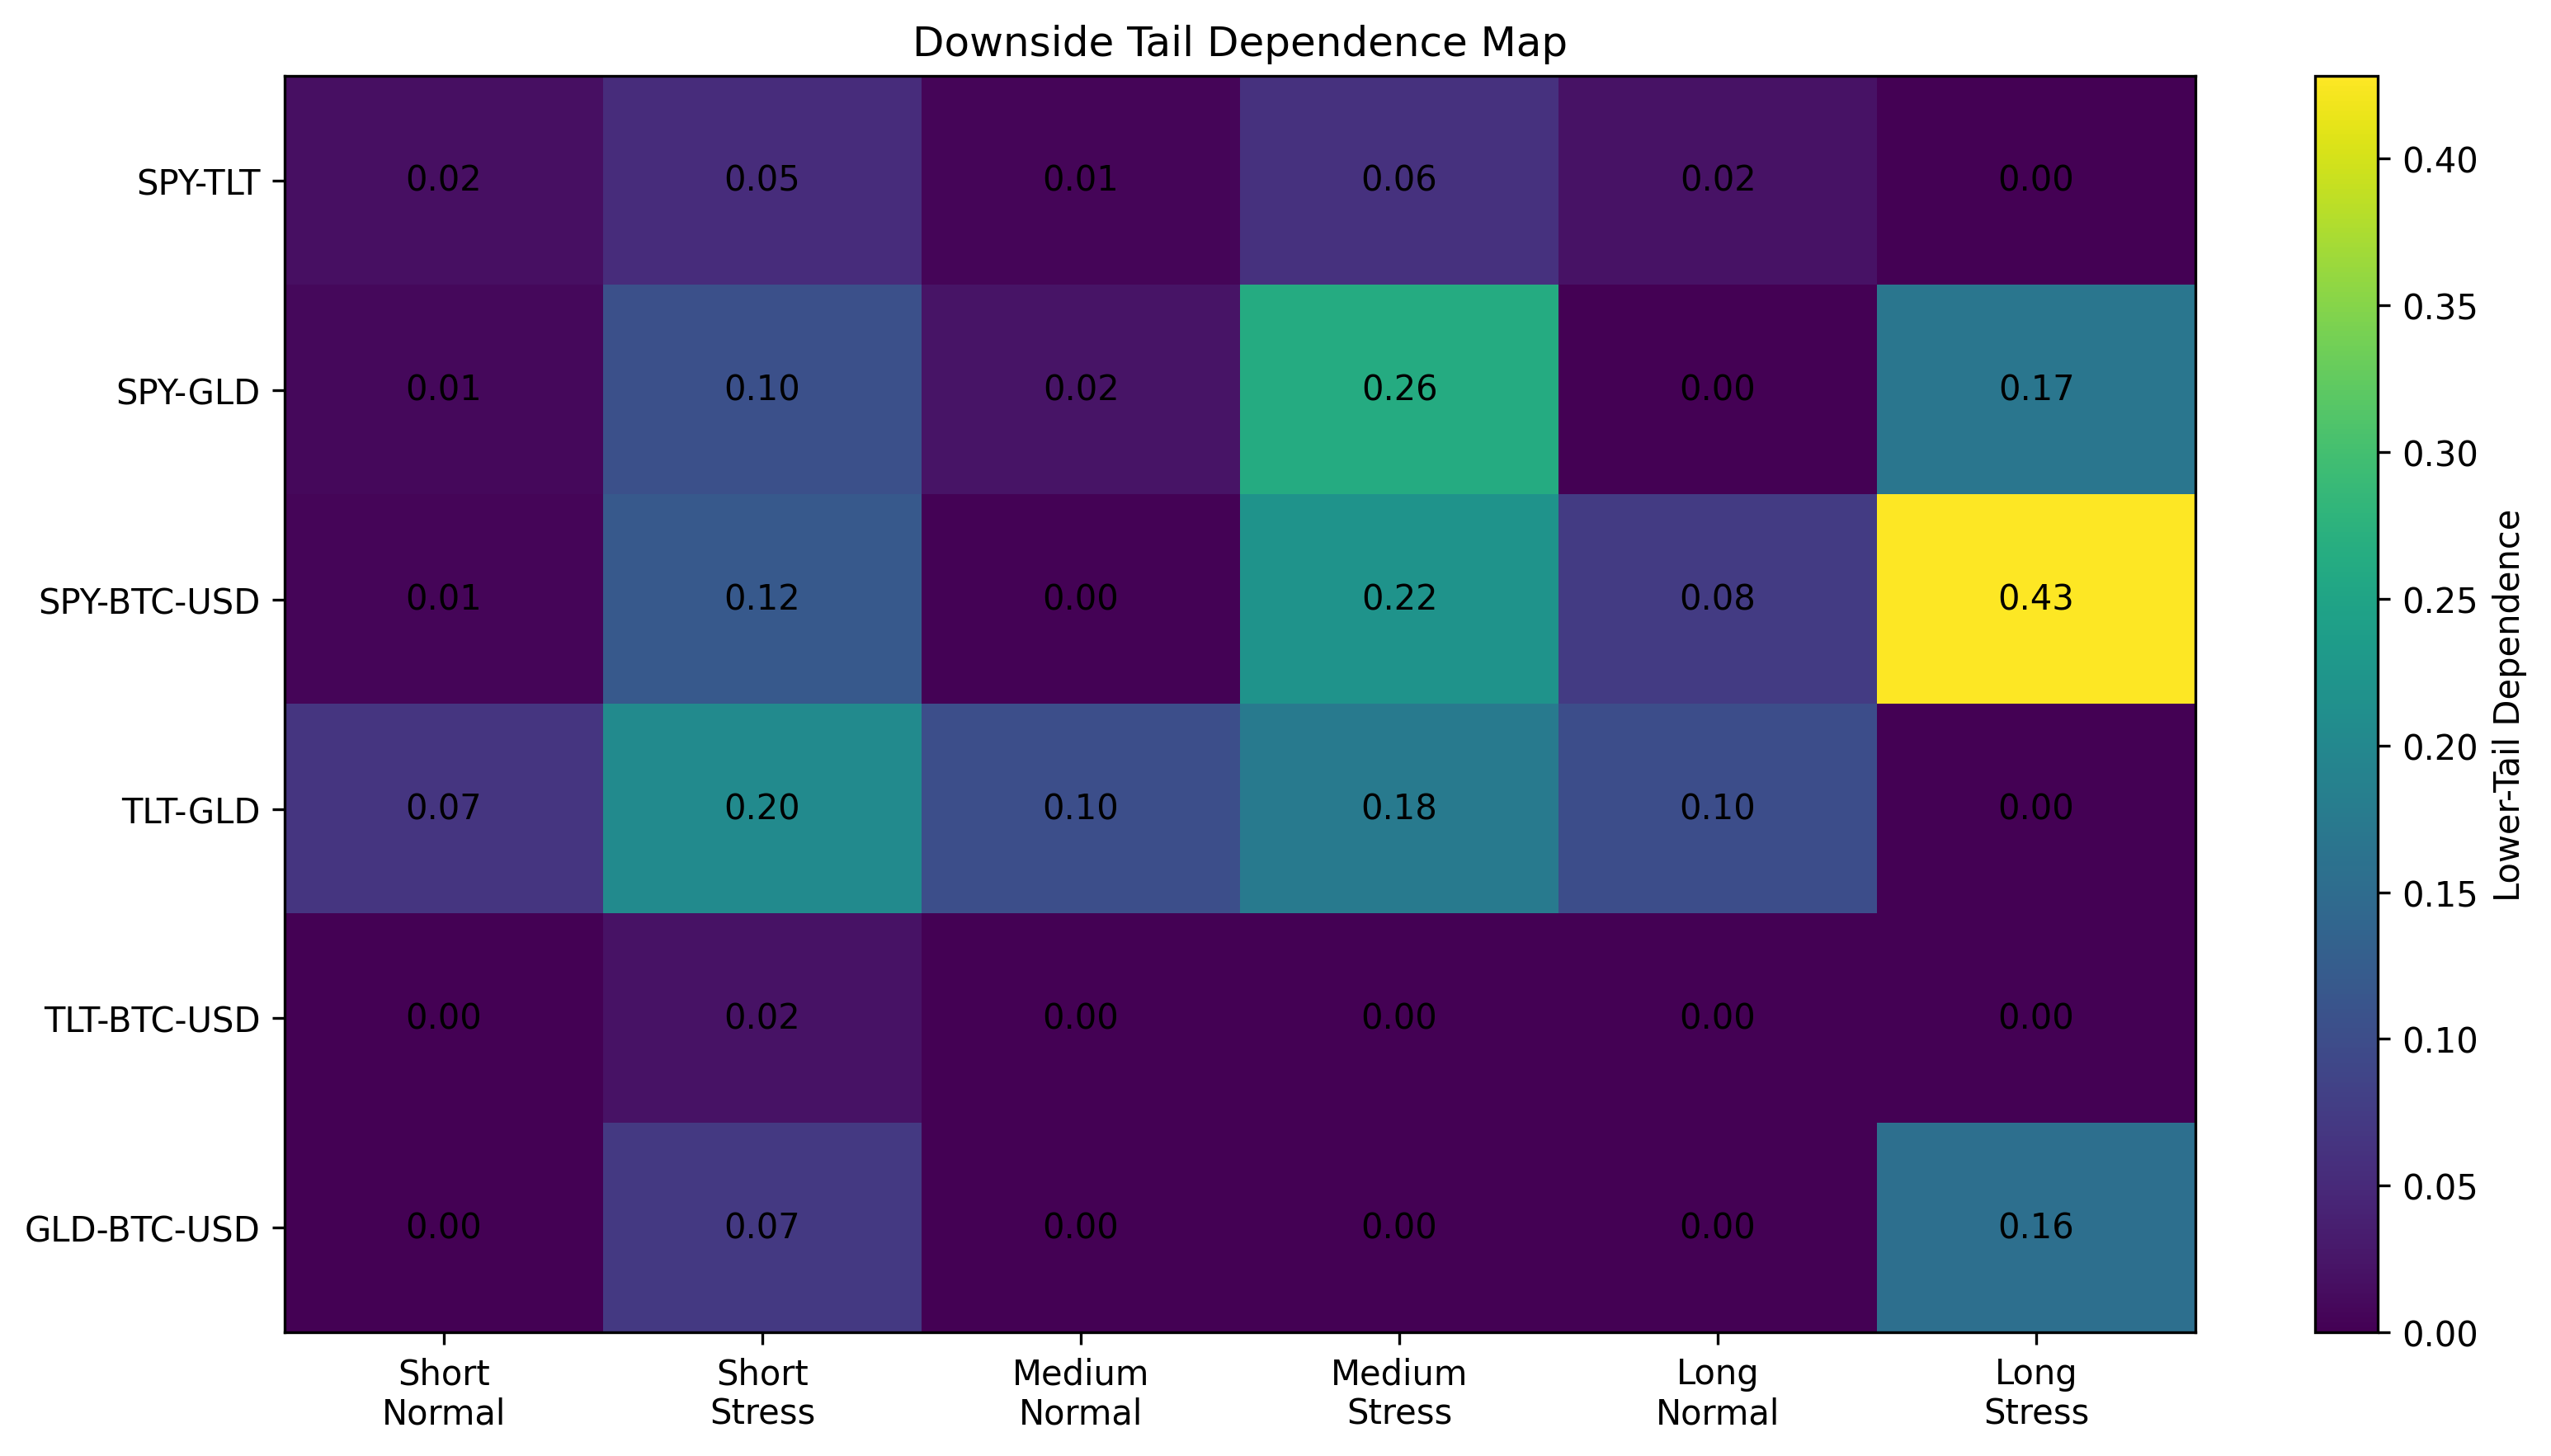 Downside Tail Dependence Map
SPY-TLT 0.02 0.05 0.01 0.06 0.02 0.00
SPY-GLD 0.01 0.10 0.02 0.26 0.00 0.17
SPY-BTC-USD 0.01 0.12 0.00 0.22 0.08 0.43
TLT-GLD 0.07 0.20 0.10 0.18 0.10 0.00
TLT-BTC-USD 0.00 0.02 0.00 0.00 0.00 0.00
GLD-BTC-USD 0.00 0.07 0.00 0.00 0.00 0.16
Short Short Medium Medium Long Long
Normal Stress Normal Stress Normal Stress
0.40
0.35
0.30
0.25
0.20
0.15
0.10
0.05
0.00
Lower-Tail Dependence